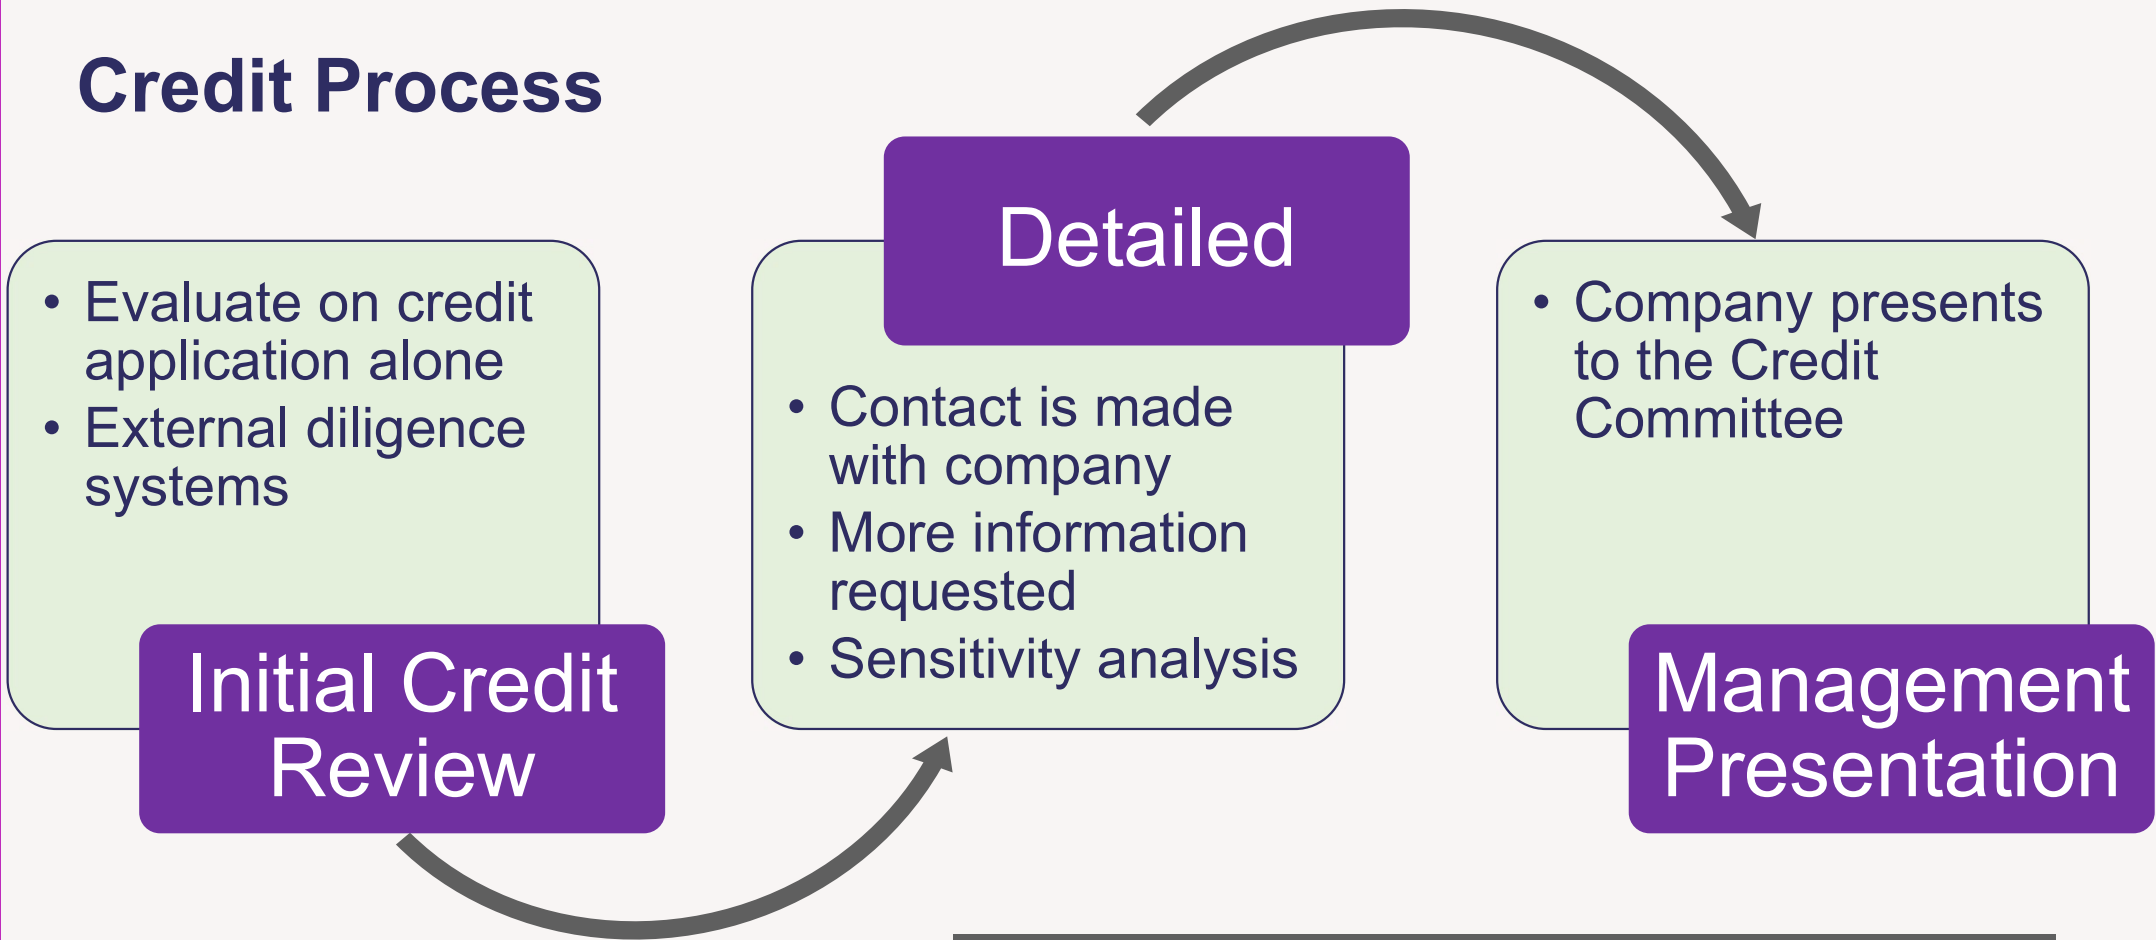 Credit Process
• Evaluate on credit
application alone
• External diligence
systems
Initial Credit
Review
Detailed
• Contact is made
with company
• More information
requested
• Sensitivity analysis
• Company presents
to the Credit
Committee
Management
Presentation